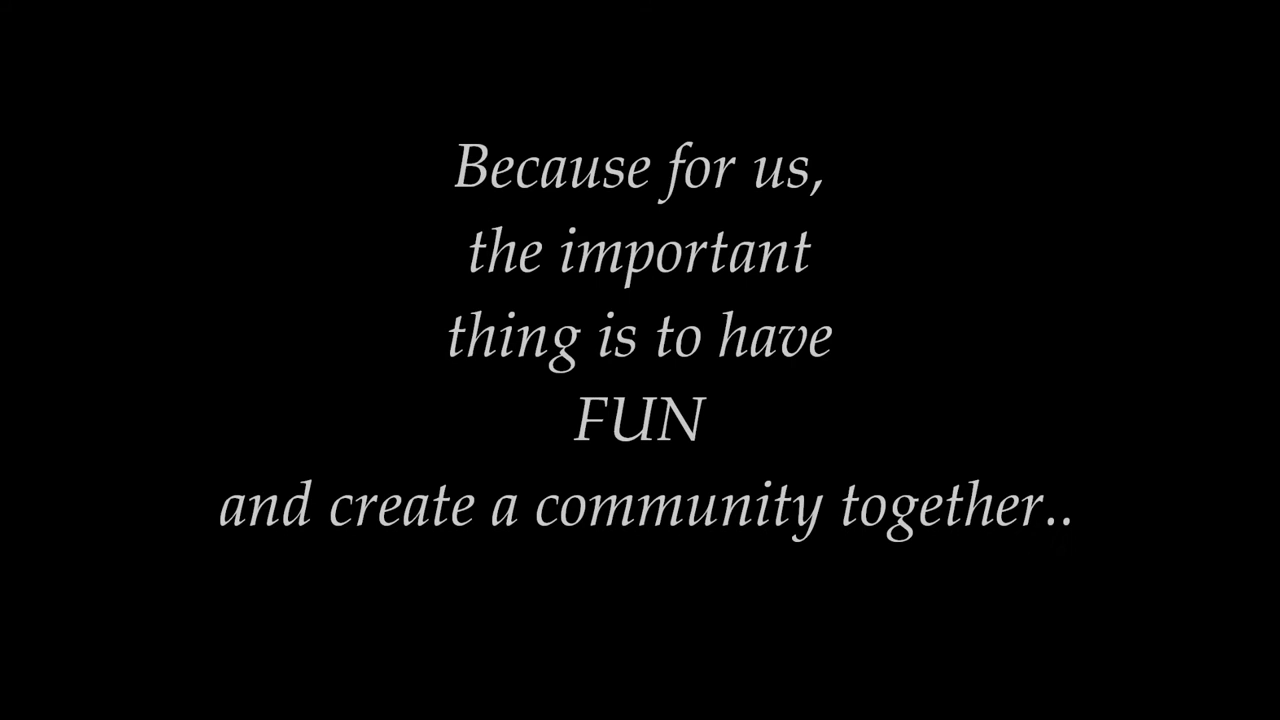 Because for us,
the important
thing is to have
FUN
and create a community together..